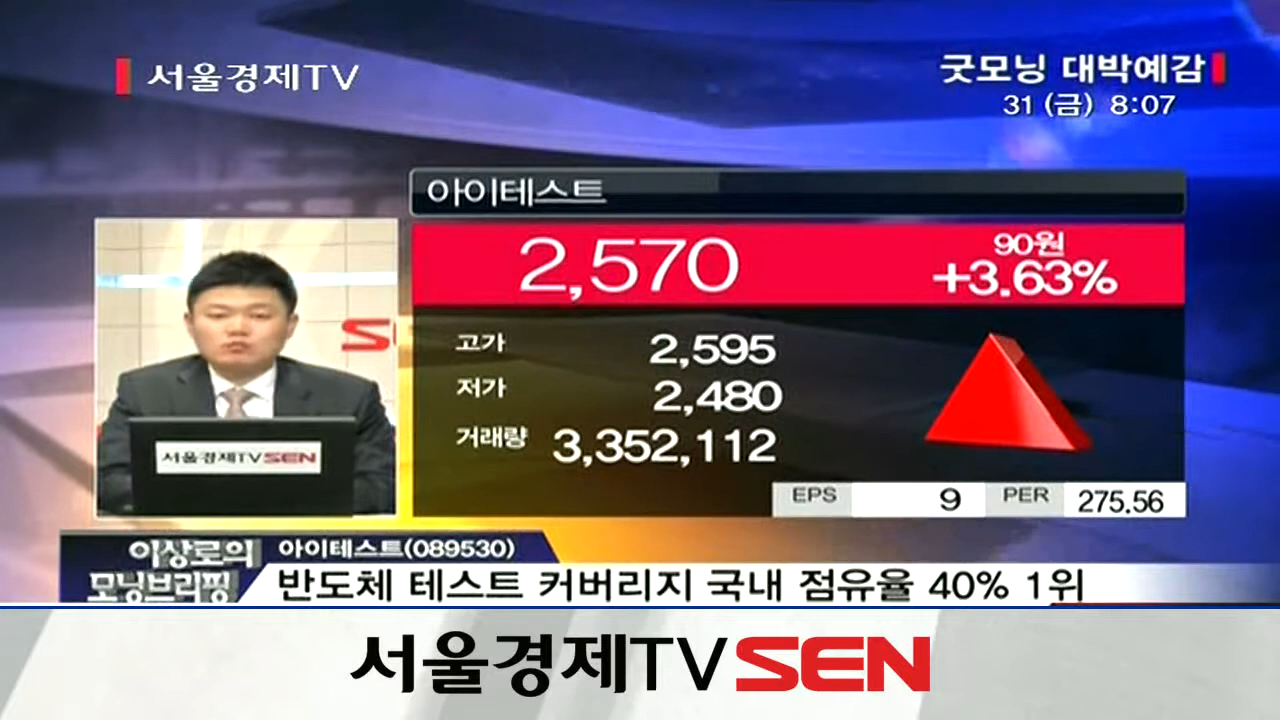 서울경제TV
굿모닝 대박예감
31 (금) 8:07
아이테스트
2,570
90원
+3.63%
고가 2,595
저가 2,480
거래량 3,352,112
EPS 9 PER 275.56
SE
서울경제TV SEN
이상로의
모닝브리핑
아이테스트(089530)
반도체 테스트 커버리지 국내 점유율 40% 1위
서울경제TV SEN